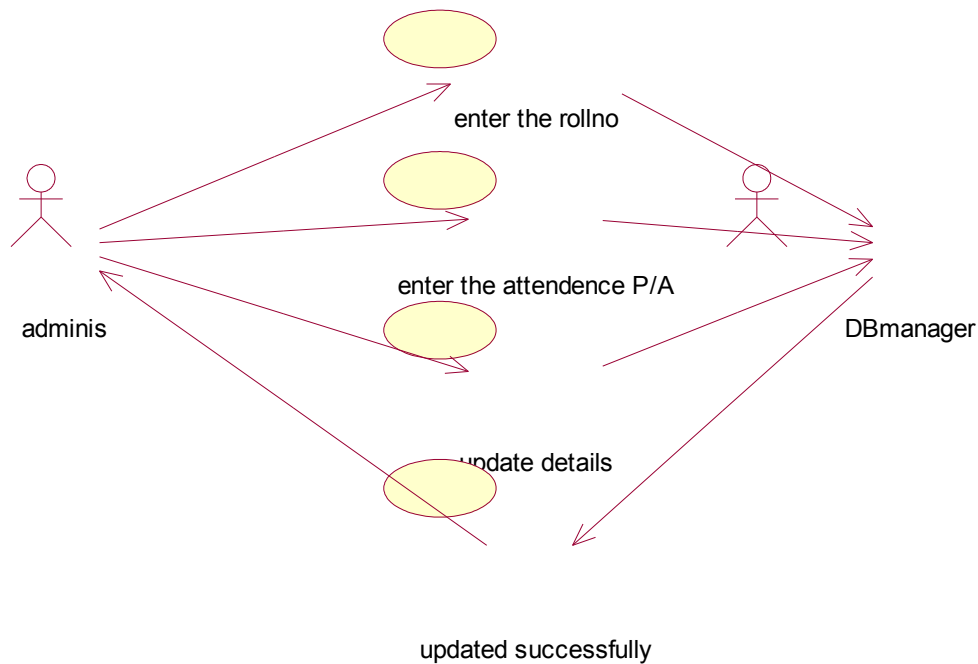 enter the rollno
enter the attendence P/A
adminis
DBmanager
update details
updated successfully